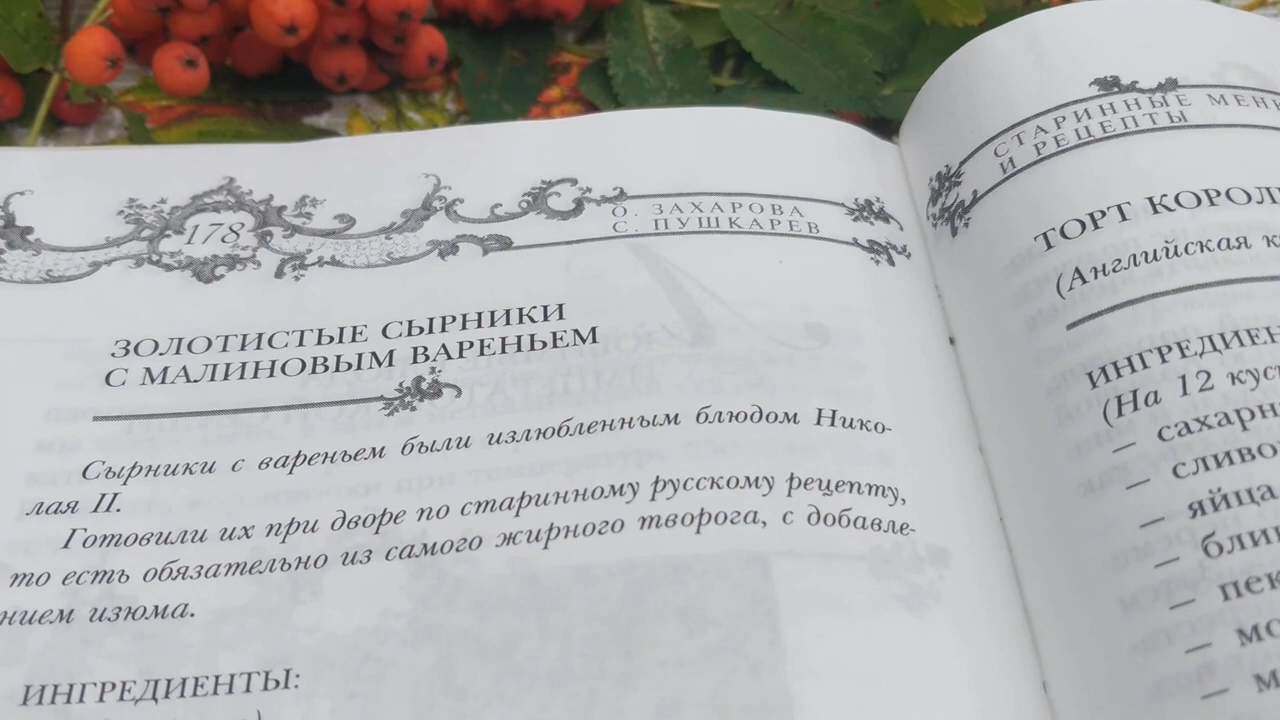 178
О. ЗАХАРОВА
С. ПУШКАРЕВ
ЗОЛОТИСТЫЕ СЫРНИКИ
С МАЛИНОВЫМ ВАРЕНЬЕМ
Сырники с вареньем были излюбленным блюдом Нико-
лая II.
Готовили их при дворе по старинному русскому рецепту,
то есть обязательно из самого жирного творога, с добавле-
нием изюма.
ИНГРЕДИЕНТЫ:
СТАРИННЫЕ МЕНЮ
И РЕЦЕПТЫ
ТОРТ КОРОЛ
(Английская к
ИНГРЕДИЕН
(На 12 кус
– сахарн
– сливо
– яйца
– бли
– пек
– мо
– м